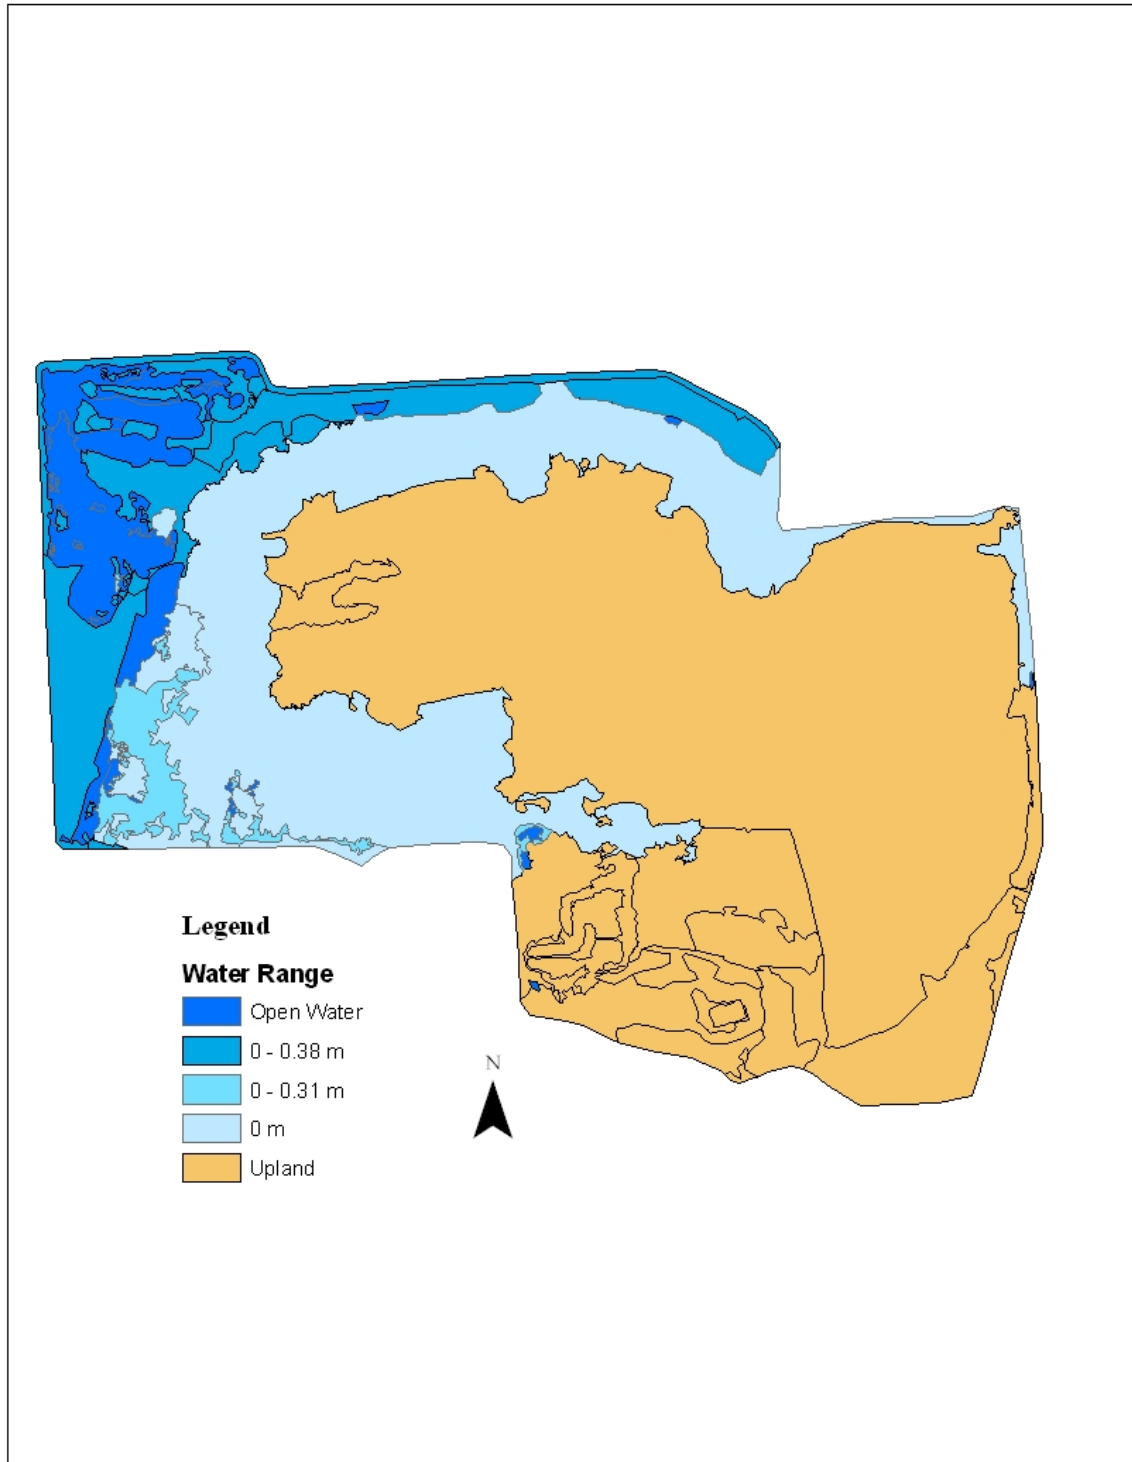 Legend
Water Range
Open Water
0 - 0.38 m
0 - 0.31 m
0 m
Upland
N